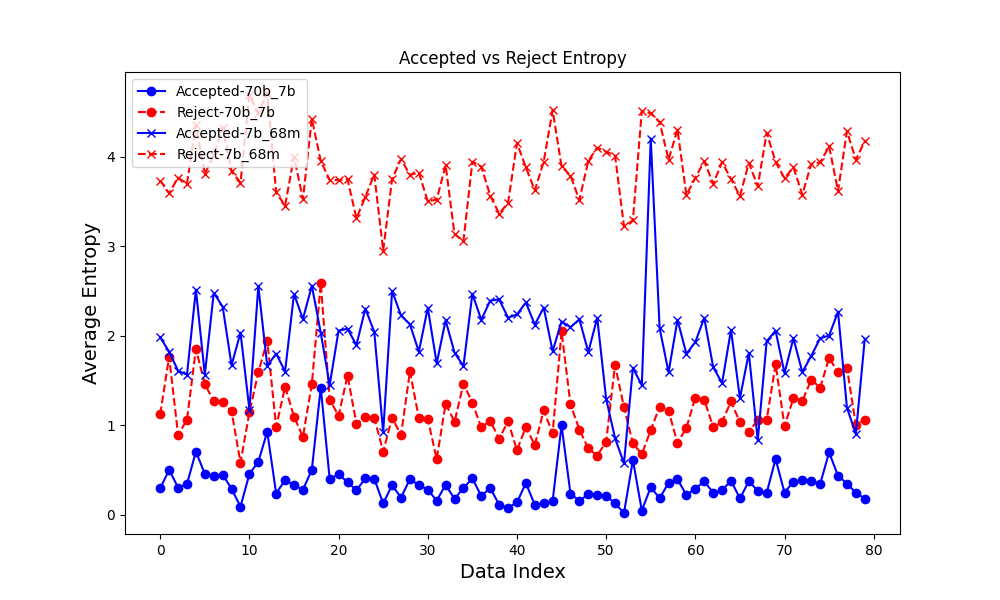 Accepted vs Reject Entropy
Accepted-70b_7b
Reject-70b_7b
Accepted-7b_68m
Reject-7b_68m
Average Entropy
4
3
2
1
0
0 10 20 30 40 50 60 70 80
Data Index